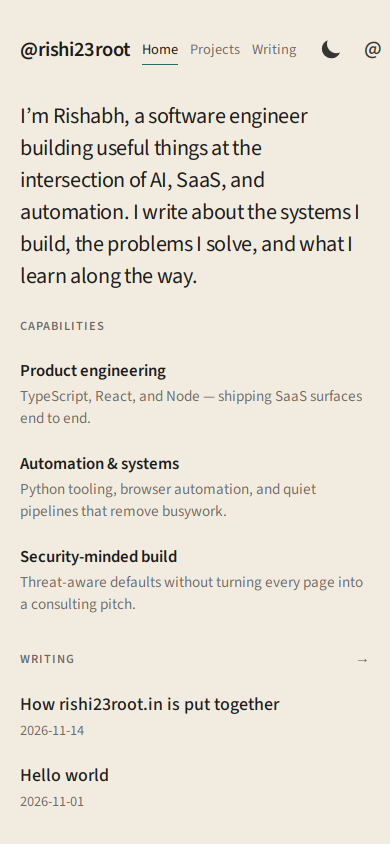 @rishi23root Home Projects Writing @
I’m Rishabh, a software engineer
building useful things at the
intersection of AI, SaaS, and
automation. I write about the systems I
build, the problems I solve, and what I
learn along the way.
CAPABILITIES
Product engineering
TypeScript, React, and Node — shipping SaaS surfaces
end to end.
Automation & systems
Python tooling, browser automation, and quiet
pipelines that remove busywork.
Security-minded build
Threat-aware defaults without turning every page into
a consulting pitch.
WRITING →
How rishi23root.in is put together
2026-11-14
Hello world
2026-11-01